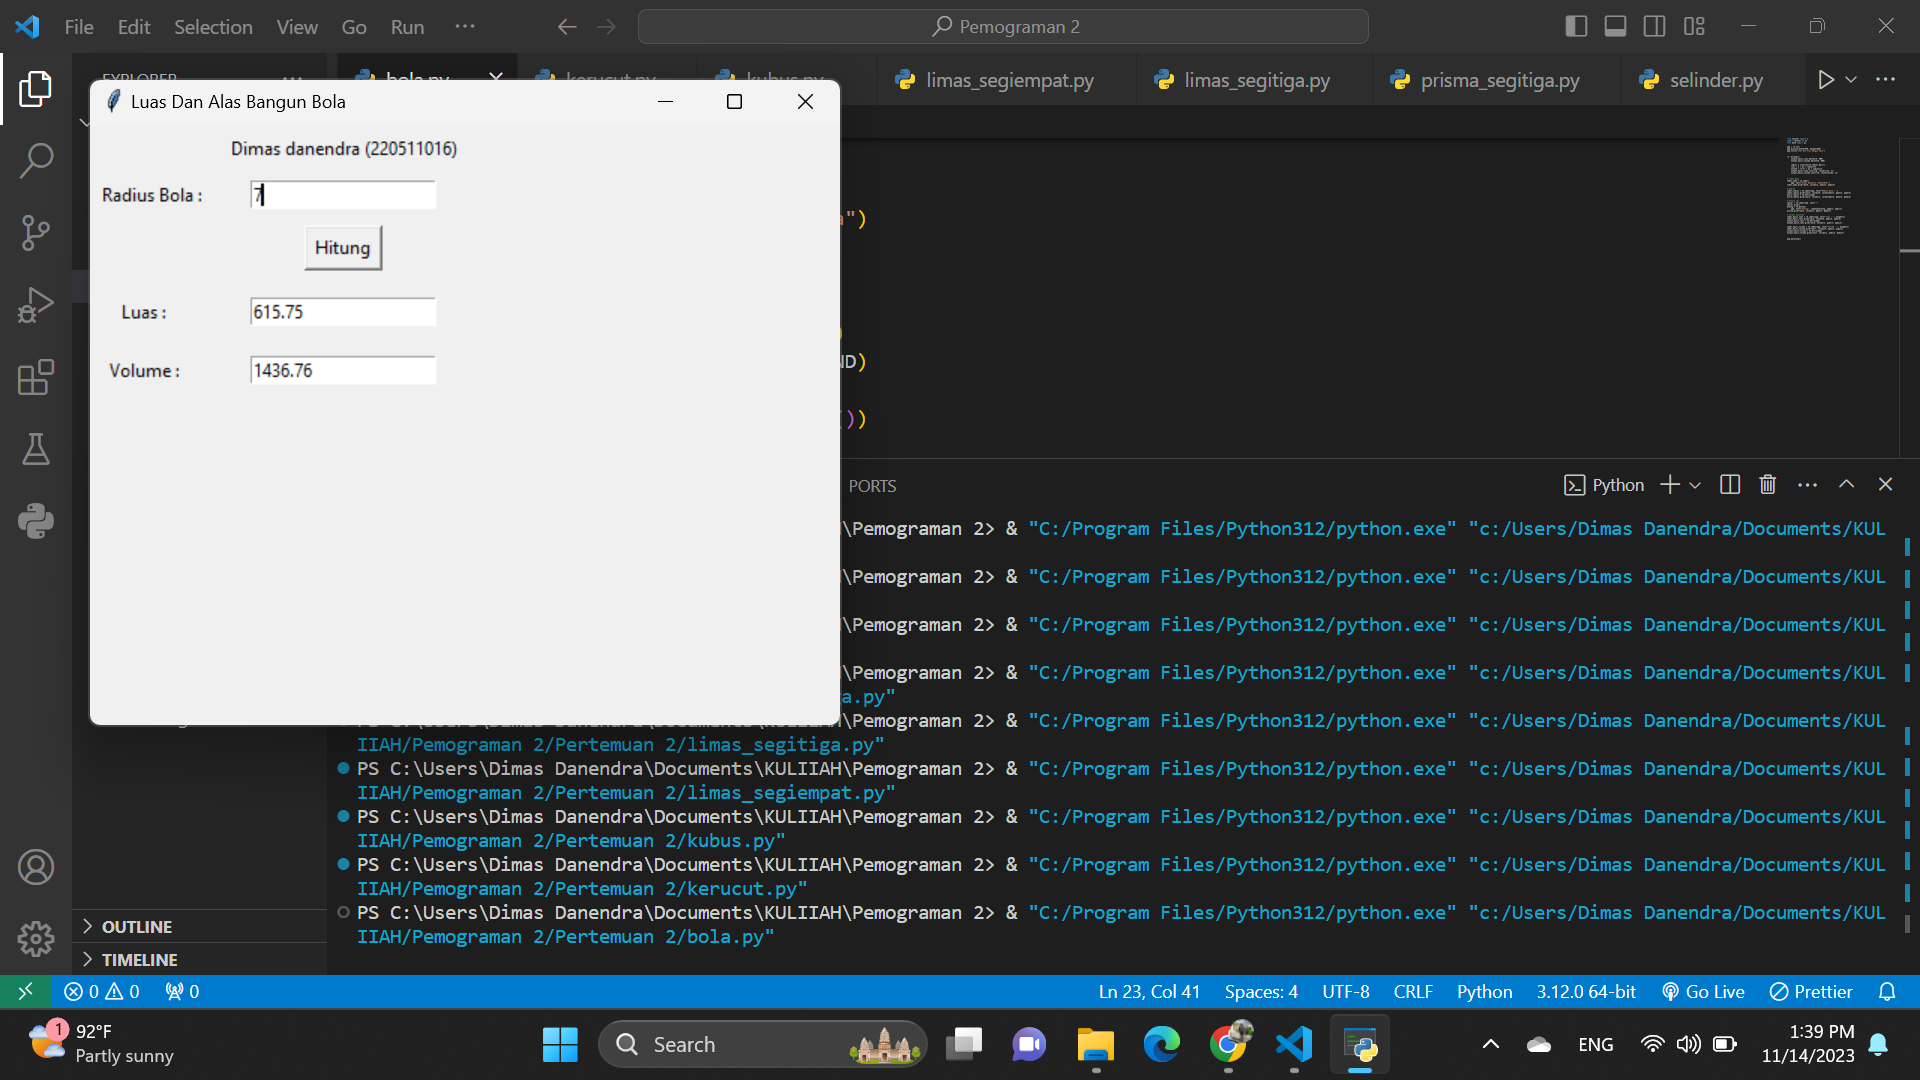 File Edit Selection View Go Run ··· Pemograman 2
limas_segiempat.py limas_segitiga.py prisma_segitiga.py selinder.py
Luas Dan Alas Bangun Bola
Dimas danendra (220511016)
Radius Bola : 7
Hitung
Luas : 615.75
Volume : 1436.76
")
ND)
())
PORTS Python
\Pemograman 2> & "C:/Program Files/Python312/python.exe" "c:/Users/Dimas Danendra/Documents/KUL
\Pemograman 2> & "C:/Program Files/Python312/python.exe" "c:/Users/Dimas Danendra/Documents/KUL
\Pemograman 2> & "C:/Program Files/Python312/python.exe" "c:/Users/Dimas Danendra/Documents/KUL
\Pemograman 2> & "C:/Program Files/Python312/python.exe" "c:/Users/Dimas Danendra/Documents/KUL
a.py"
\Pemograman 2> & "C:/Program Files/Python312/python.exe" "c:/Users/Dimas Danendra/Documents/KUL
IIAH/Pemograman 2/Pertemuan 2/limas_segitiga.py"
PS C:\Users\Dimas Danendra\Documents\KULIIAH\Pemograman 2> & "C:/Program Files/Python312/python.exe" "c:/Users/Dimas Danendra/Documents/KUL
IIAH/Pemograman 2/Pertemuan 2/limas_segiempat.py"
PS C:\Users\Dimas Danendra\Documents\KULIIAH\Pemograman 2> & "C:/Program Files/Python312/python.exe" "c:/Users/Dimas Danendra/Documents/KUL
IIAH/Pemograman 2/Pertemuan 2/kubus.py"
PS C:\Users\Dimas Danendra\Documents\KULIIAH\Pemograman 2> & "C:/Program Files/Python312/python.exe" "c:/Users/Dimas Danendra/Documents/KUL
IIAH/Pemograman 2/Pertemuan 2/kerucut.py"
PS C:\Users\Dimas Danendra\Documents\KULIIAH\Pemograman 2> & "C:/Program Files/Python312/python.exe" "c:/Users/Dimas Danendra/Documents/KUL
IIAH/Pemograman 2/Pertemuan 2/bola.py"
OUTLINE
TIMELINE
0 0 0 Ln 23, Col 41 Spaces: 4 UTF-8 CRLF Python 3.12.0 64-bit Go Live Prettier
1 92°F
Partly sunny
Search
ENG
1:39 PM
11/14/2023